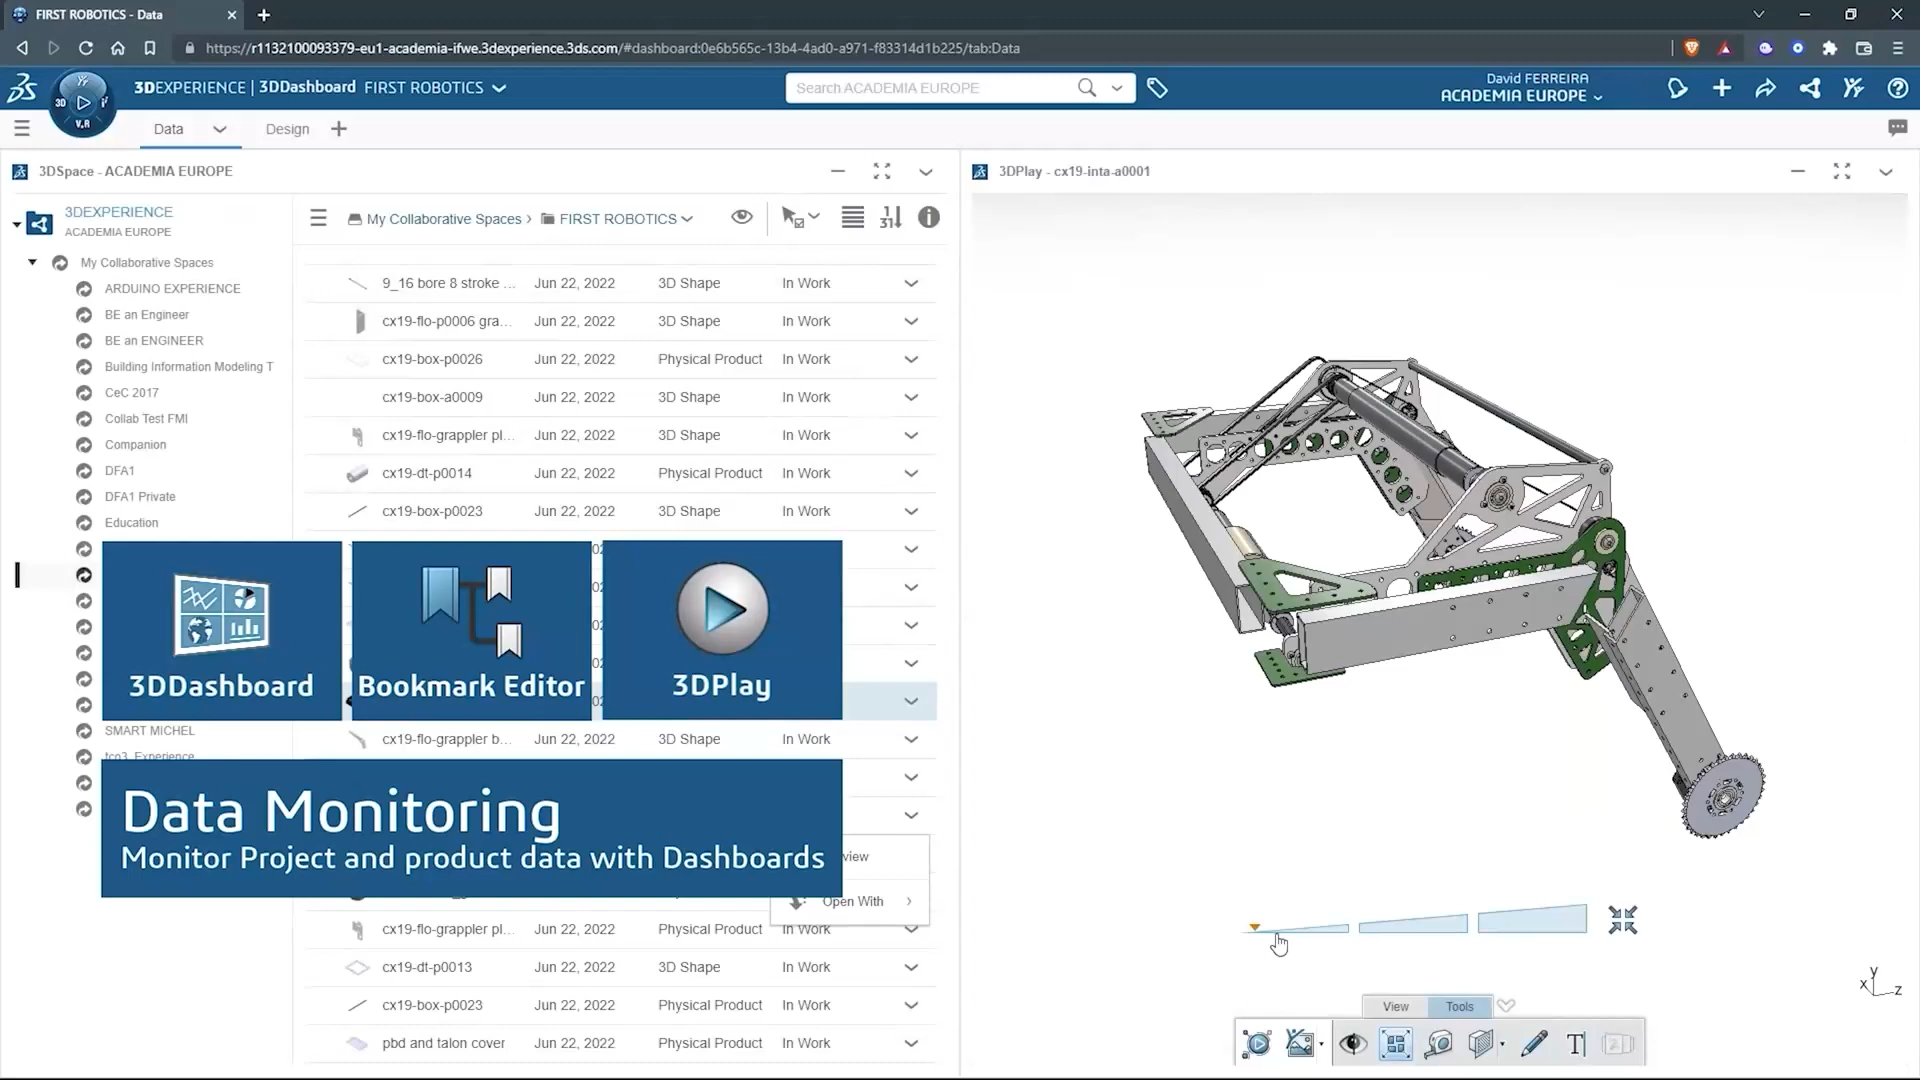 FIRST ROBOTICS - Data
https://r1132100093379-eu1-academia-ifwe.3dexperience.3ds.com/#dashboard:0e6b565c-13b4-4ad0-a971-f83314d1b225/tab:Data
3D
V.R
3DEXPERIENCE | 3DDashboard FIRST ROBOTICS
Search ACADEMIA EUROPE
David FERREIRA
ACADEMIA EUROPE
Data
Design
3DSpace - ACADEMIA EUROPE
3DPlay - cx19-inta-a0001
3DEXPERIENCE
ACADEMIA EUROPE
My Collaborative Spaces
ARDUINO EXPERIENCE
BE an Engineer
BE an ENGINEER
Building Information Modeling T
CeC 2017
Collab Test FMI
Companion
DFA1
DFA1 Private
Education
SMART MICHEL
tcp3_Experience
My Collaborative Spaces › FIRST ROBOTICS
9_16 bore 8 stroke ... Jun 22, 2022 3D Shape In Work
cx19-flo-p0006 gra... Jun 22, 2022 3D Shape In Work
cx19-box-p0026 Jun 22, 2022 Physical Product In Work
cx19-box-a0009 Jun 22, 2022 3D Shape In Work
cx19-flo-grappler pl... Jun 22, 2022 3D Shape In Work
cx19-dt-p0014 Jun 22, 2022 Physical Product In Work
cx19-box-p0023 Jun 22, 2022 3D Shape In Work
3DDashboard
Bookmark Editor
3DPlay
cx19-flo-grappler b... Jun 22, 2022 3D Shape In Work
Data Monitoring
Monitor Project and product data with Dashboards
view
Open With
cx19-flo-grappler pl... Jun 22, 2022 Physical Product In Work
cx19-dt-p0013 Jun 22, 2022 3D Shape In Work
cx19-box-p0023 Jun 22, 2022 Physical Product In Work
pbd and talon cover Jun 22, 2022 Physical Product In Work
y
x
z
View
Tools